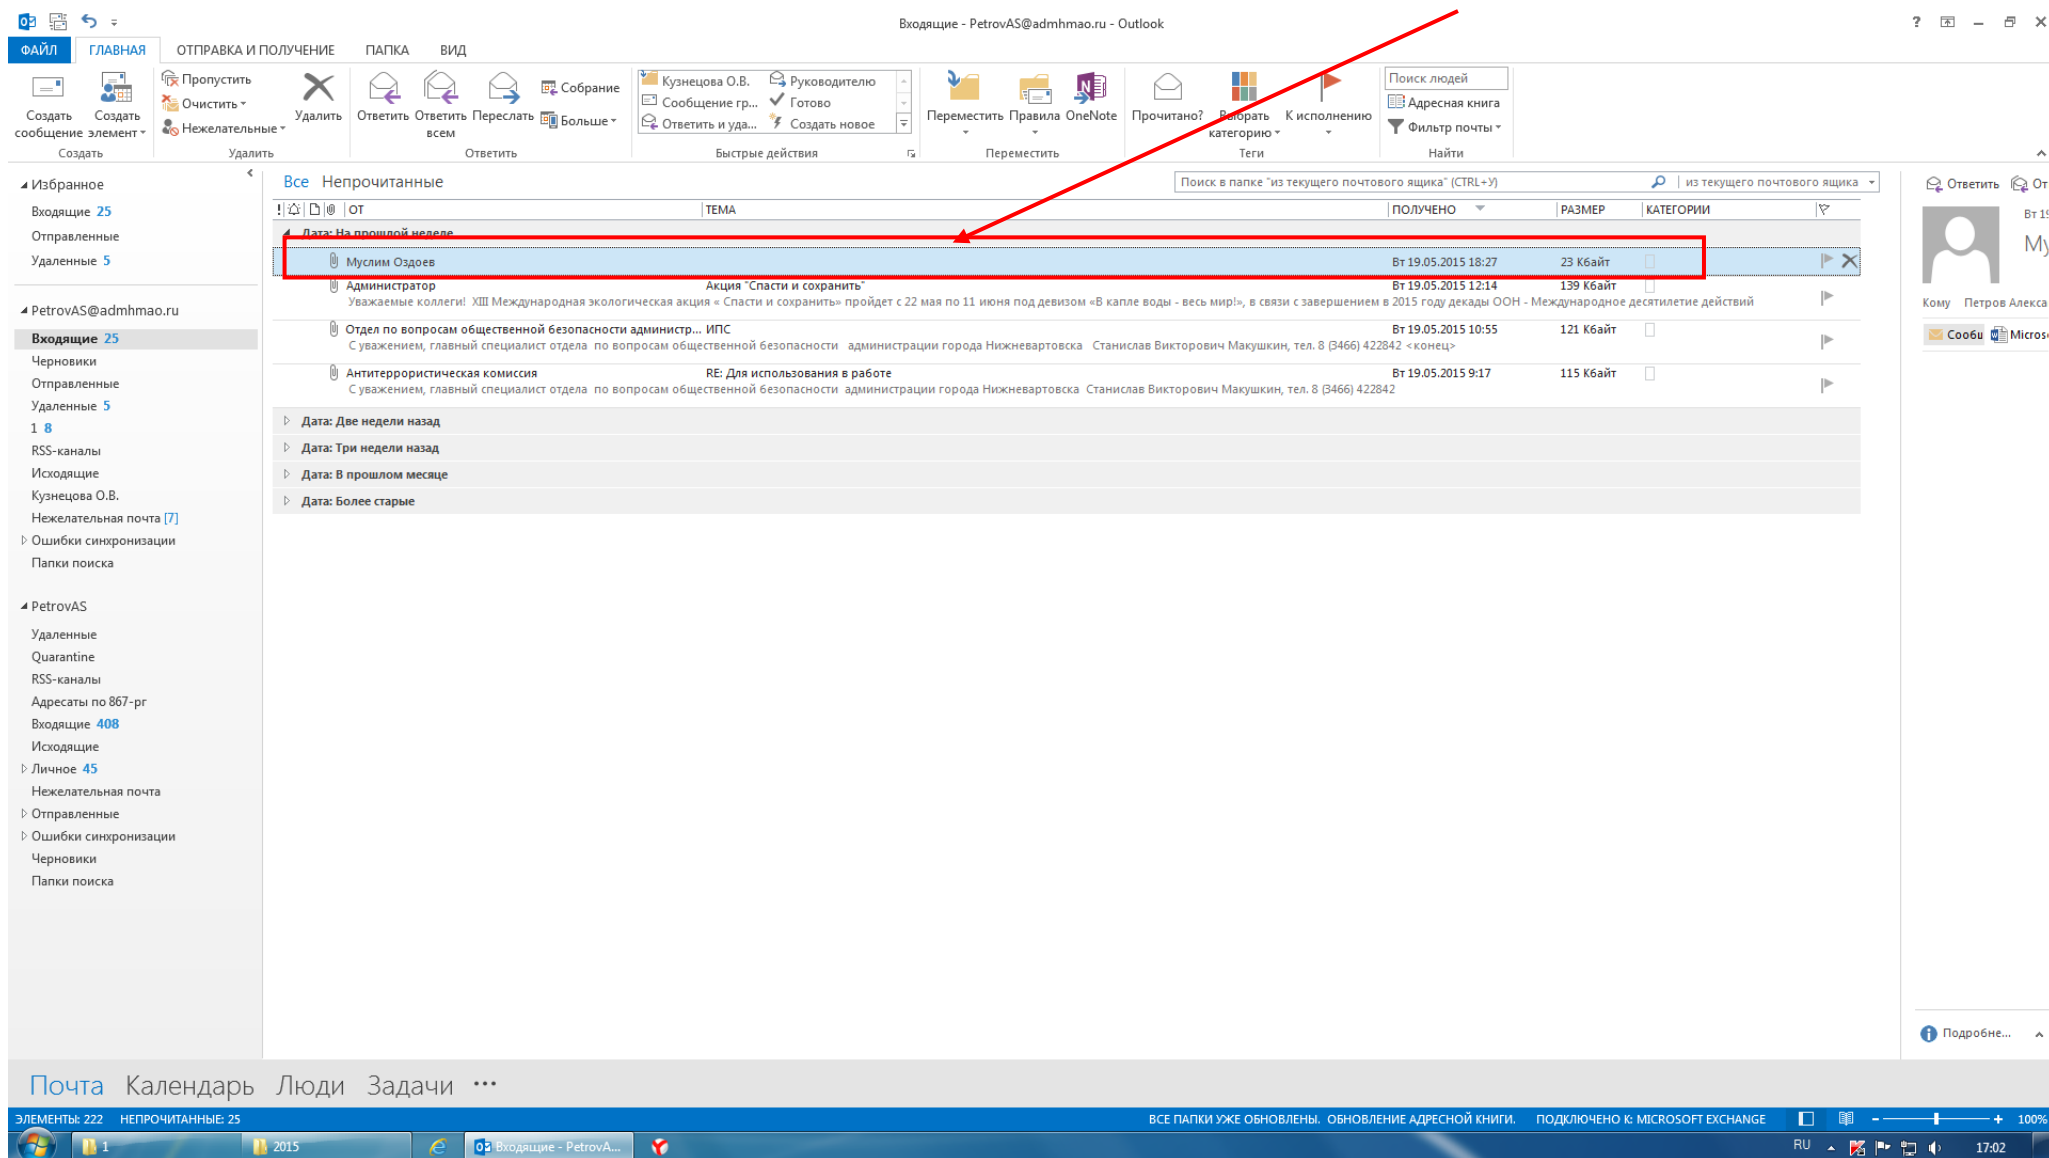 Входящие - PetrovAS@admhmao.ru - Outlook
ФАЙЛ ГЛАВНАЯ ОТПРАВКА И ПОЛУЧЕНИЕ ПАПКА ВИД
Создать сообщение
Создать элемент
Создать
Пропустить
Очистить
Нежелательные
Удалить
Удалить
Ответить
Ответить всем
Переслать
Собрание
Больше
Ответить
Кузнецова О.В.
Сообщение гр...
Ответить и уда...
Руководителю
Готово
Создать новое
Быстрые действия
Переместить
Правила
OneNote
Переместить
Прочитано?
Выбрать категорию
К исполнению
Теги
Поиск людей
Адресная книга
Фильтр почты
Найти
Избранное
Входящие 25
Отправленные
Удаленные 5
PetrovAS@admhmao.ru
Входящие 25
Черновики
Отправленные
Удаленные 5
1 8
RSS-каналы
Исходящие
Кузнецова О.В.
Нежелательная почта [7]
Ошибки синхронизации
Папки поиска
PetrovAS
Удаленные
Quarantine
RSS-каналы
Адресаты по 867-рг
Входящие 408
Исходящие
Личное 45
Нежелательная почта
Отправленные
Ошибки синхронизации
Черновики
Папки поиска
Все Непрочитанные
Поиск в папке "из текущего почтового ящика" (CTRL+У)
из текущего почтового ящика
ОТ ТЕМА ПОЛУЧЕНО РАЗМЕР КАТЕГОРИИ
Дата: На прошлой неделе
Муслим Оздоев Вт 19.05.2015 18:27 23 Кбайт
Администратор Акция "Спасти и сохранить" Вт 19.05.2015 12:14 139 Кбайт
Уважаемые коллеги! XIII Международная экологическая акция « Спасти и сохранить» пройдет с 22 мая по 11 июня под девизом «В капле воды - весь мир!», в связи с завершением в 2015 году декады ООН - Международное десятилетие действий
Отдел по вопросам общественной безопасности администр... ИПС Вт 19.05.2015 10:55 121 Кбайт
С уважением, главный специалист отдела по вопросам общественной безопасности администрации города Нижневартовска Станислав Викторович Макушкин, тел. 8 (3466) 422842 <конец>
Антитеррористическая комиссия RE: Для использования в работе Вт 19.05.2015 9:17 115 Кбайт
С уважением, главный специалист отдела по вопросам общественной безопасности администрации города Нижневартовска Станислав Викторович Макушкин, тел. 8 (3466) 422842
Дата: Две недели назад
Дата: Три недели назад
Дата: В прошлом месяце
Дата: Более старые
Ответить От
Вт 19
Му
Кому Петров Алекса
Сооби Micros
Подробне...
Почта Календарь Люди Задачи ...
ЭЛЕМЕНТЫ: 222 НЕПРОЧИТАННЫЕ: 25
ВСЕ ПАПКИ УЖЕ ОБНОВЛЕНЫ. ОБНОВЛЕНИЕ АДРЕСНОЙ КНИГИ. ПОДКЛЮЧЕНО К: MICROSOFT EXCHANGE 100%
1 2015 Входящие - PetrovA...
RU 17:02